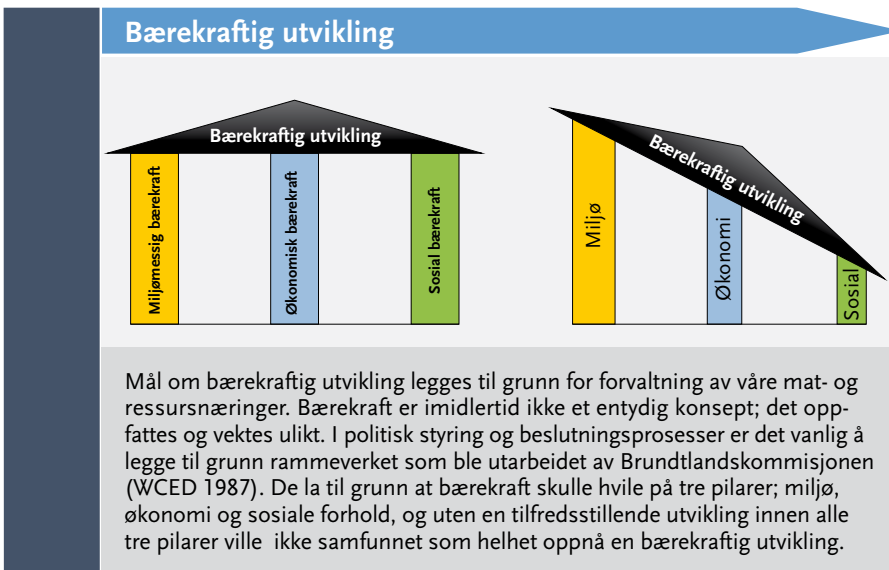 Bærekraftig utvikling
Bærekraftig utvikling
Miljømessig bærekraft
Økonomisk bærekraft
Sosial bærekraft
Bærekraftig utvikling
Miljø
Økonomi
Sosial
Mål om bærekraftig utvikling legges til grunn for forvaltning av våre mat- og
ressursnæringer. Bærekraft er imidlertid ikke et entydig konsept; det opp-
fattes og vektes ulikt. I politisk styring og beslutningsprosesser er det vanlig å
legge til grunn rammeverket som ble utarbeidet av Brundtlandskommisjonen
(WCED 1987). De la til grunn at bærekraft skulle hvile på tre pilarer; miljø,
økonomi og sosiale forhold, og uten en tilfredsstillende utvikling innen alle
tre pilarer ville ikke samfunnet som helhet oppnå en bærekraftig utvikling.